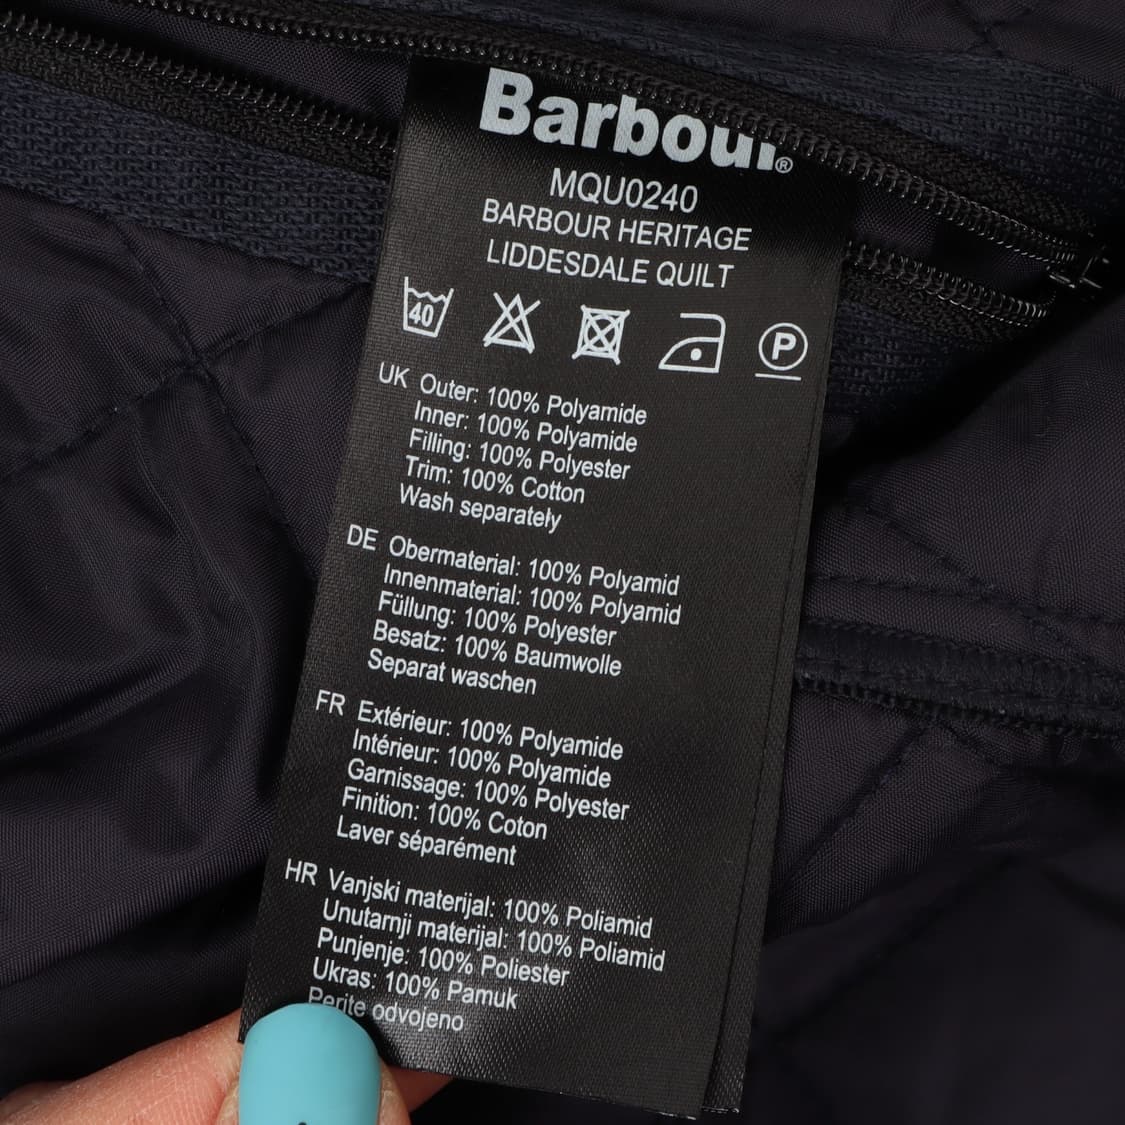 Barbour®
MQU0240
BARBOUR HERITAGE
LIDDESDALE QUILT
40 P
UK Outer: 100% Polyamide
Inner: 100% Polyamide
Filling: 100% Polyester
Trim: 100% Cotton
Wash separately
DE Obermaterial: 100% Polyamid
Innenmaterial: 100% Polyamid
Füllung: 100% Polyester
Besatz: 100% Baumwolle
Separat waschen
FR Extérieur: 100% Polyamide
Intérieur: 100% Polyamide
Garnissage: 100% Polyester
Finition: 100% Coton
Laver séparément
HR Vanjski materijal: 100% Poliamid
Unutarnji materijal: 100% Poliamid
Punjenje: 100% Poliester
Ukras: 100% Pamuk
Perite odvojeno